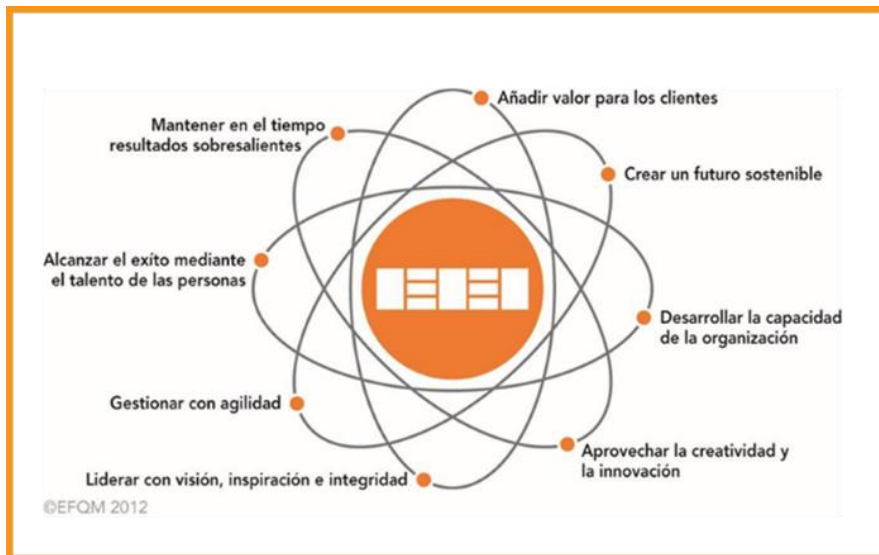 Añadir valor para los clientes
Crear un futuro sostenible
Desarrollar la capacidad
de la organización
Aprovechar la creatividad y
la innovación
Liderar con visión, inspiración e integridad
Gestionar con agilidad
Alcanzar el exíto mediante
el talento de las personas
Mantener en el tiempo
resultados sobresalientes
©EFQM 2012